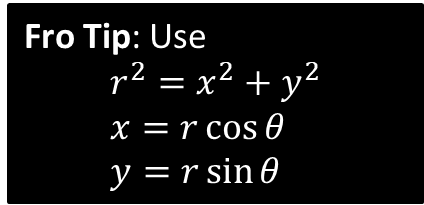 Fro Tip: Use
r² = x² + y²
x = r cos θ
y = r sin θ